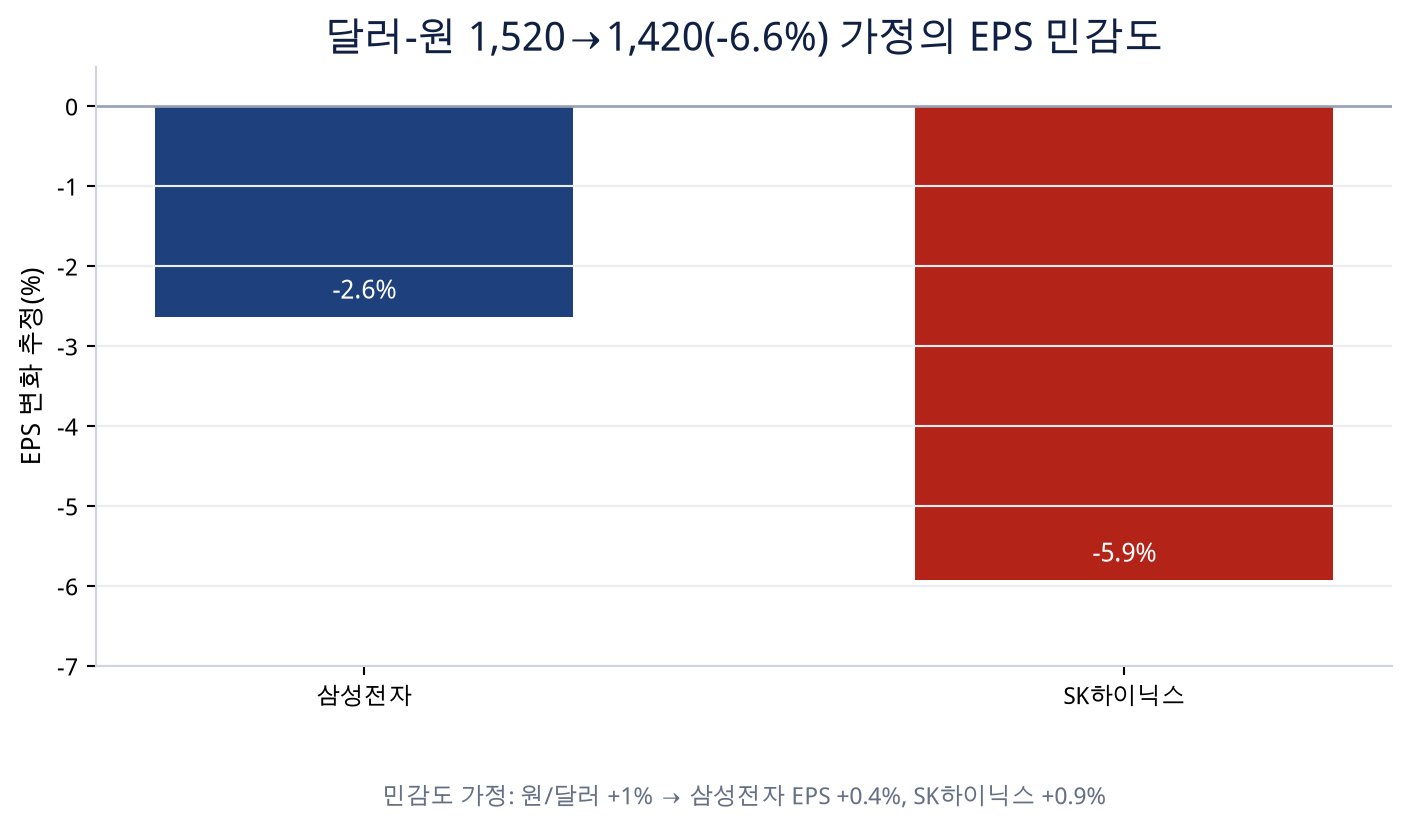 달러-원 1,520→1,420(-6.6%) 가정의 EPS 민감도
EPS 변화 추정(%)
0
-1
-2
-3
-4
-5
-6
-7
-2.6%
-5.9%
삼성전자
SK하이닉스
민감도 가정: 원/달러 +1% → 삼성전자 EPS +0.4%, SK하이닉스 +0.9%